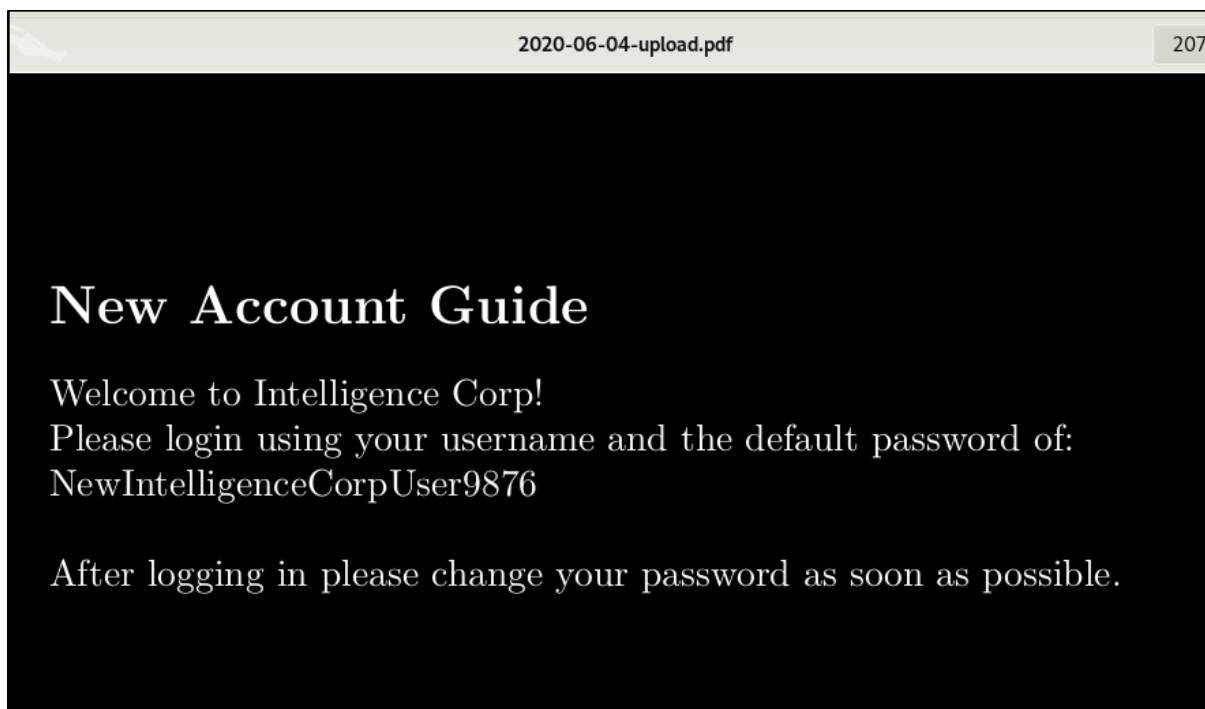 2020-06-04-upload.pdf
207
New Account Guide
Welcome to Intelligence Corp!
Please login using your username and the default password of:
NewIntelligenceCorpUser9876
After logging in please change your password as soon as possible.